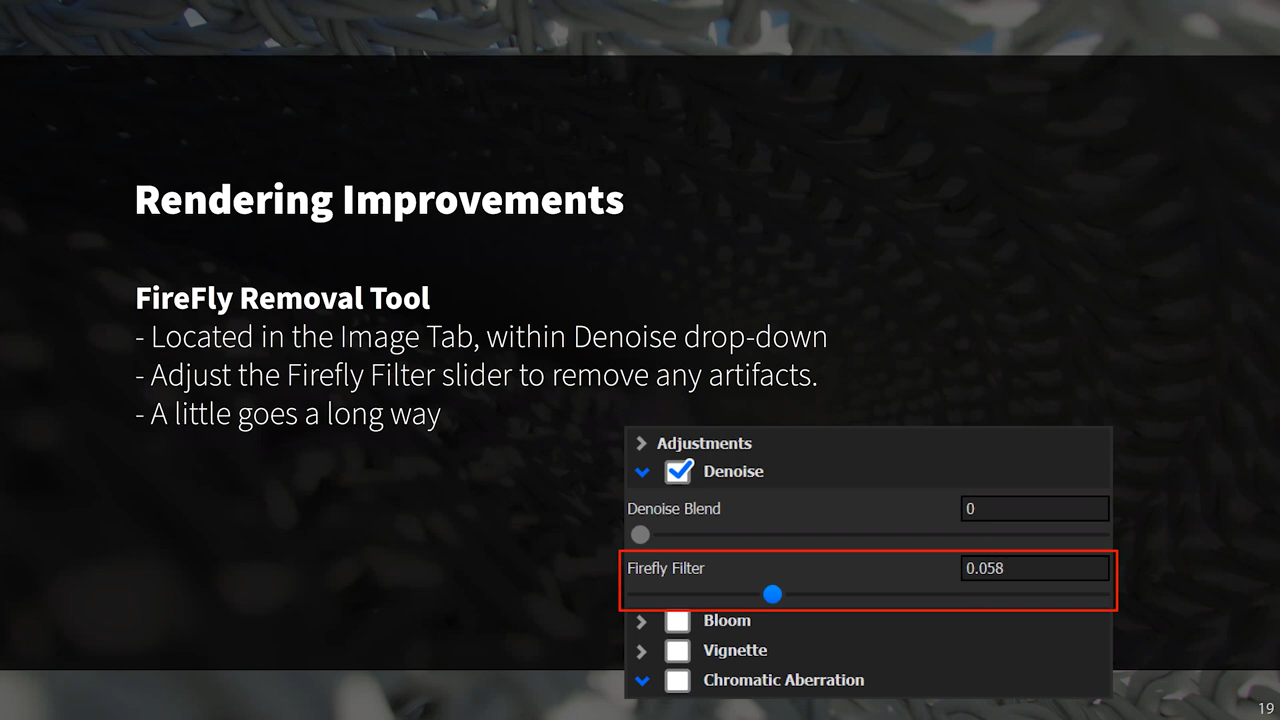 Rendering Improvements
FireFly Removal Tool
- Located in the Image Tab, within Denoise drop-down
- Adjust the Firefly Filter slider to remove any artifacts.
- A little goes a long way
Adjustments
Denoise
Denoise Blend 0
Firefly Filter 0.058
Bloom
Vignette
Chromatic Aberration
19